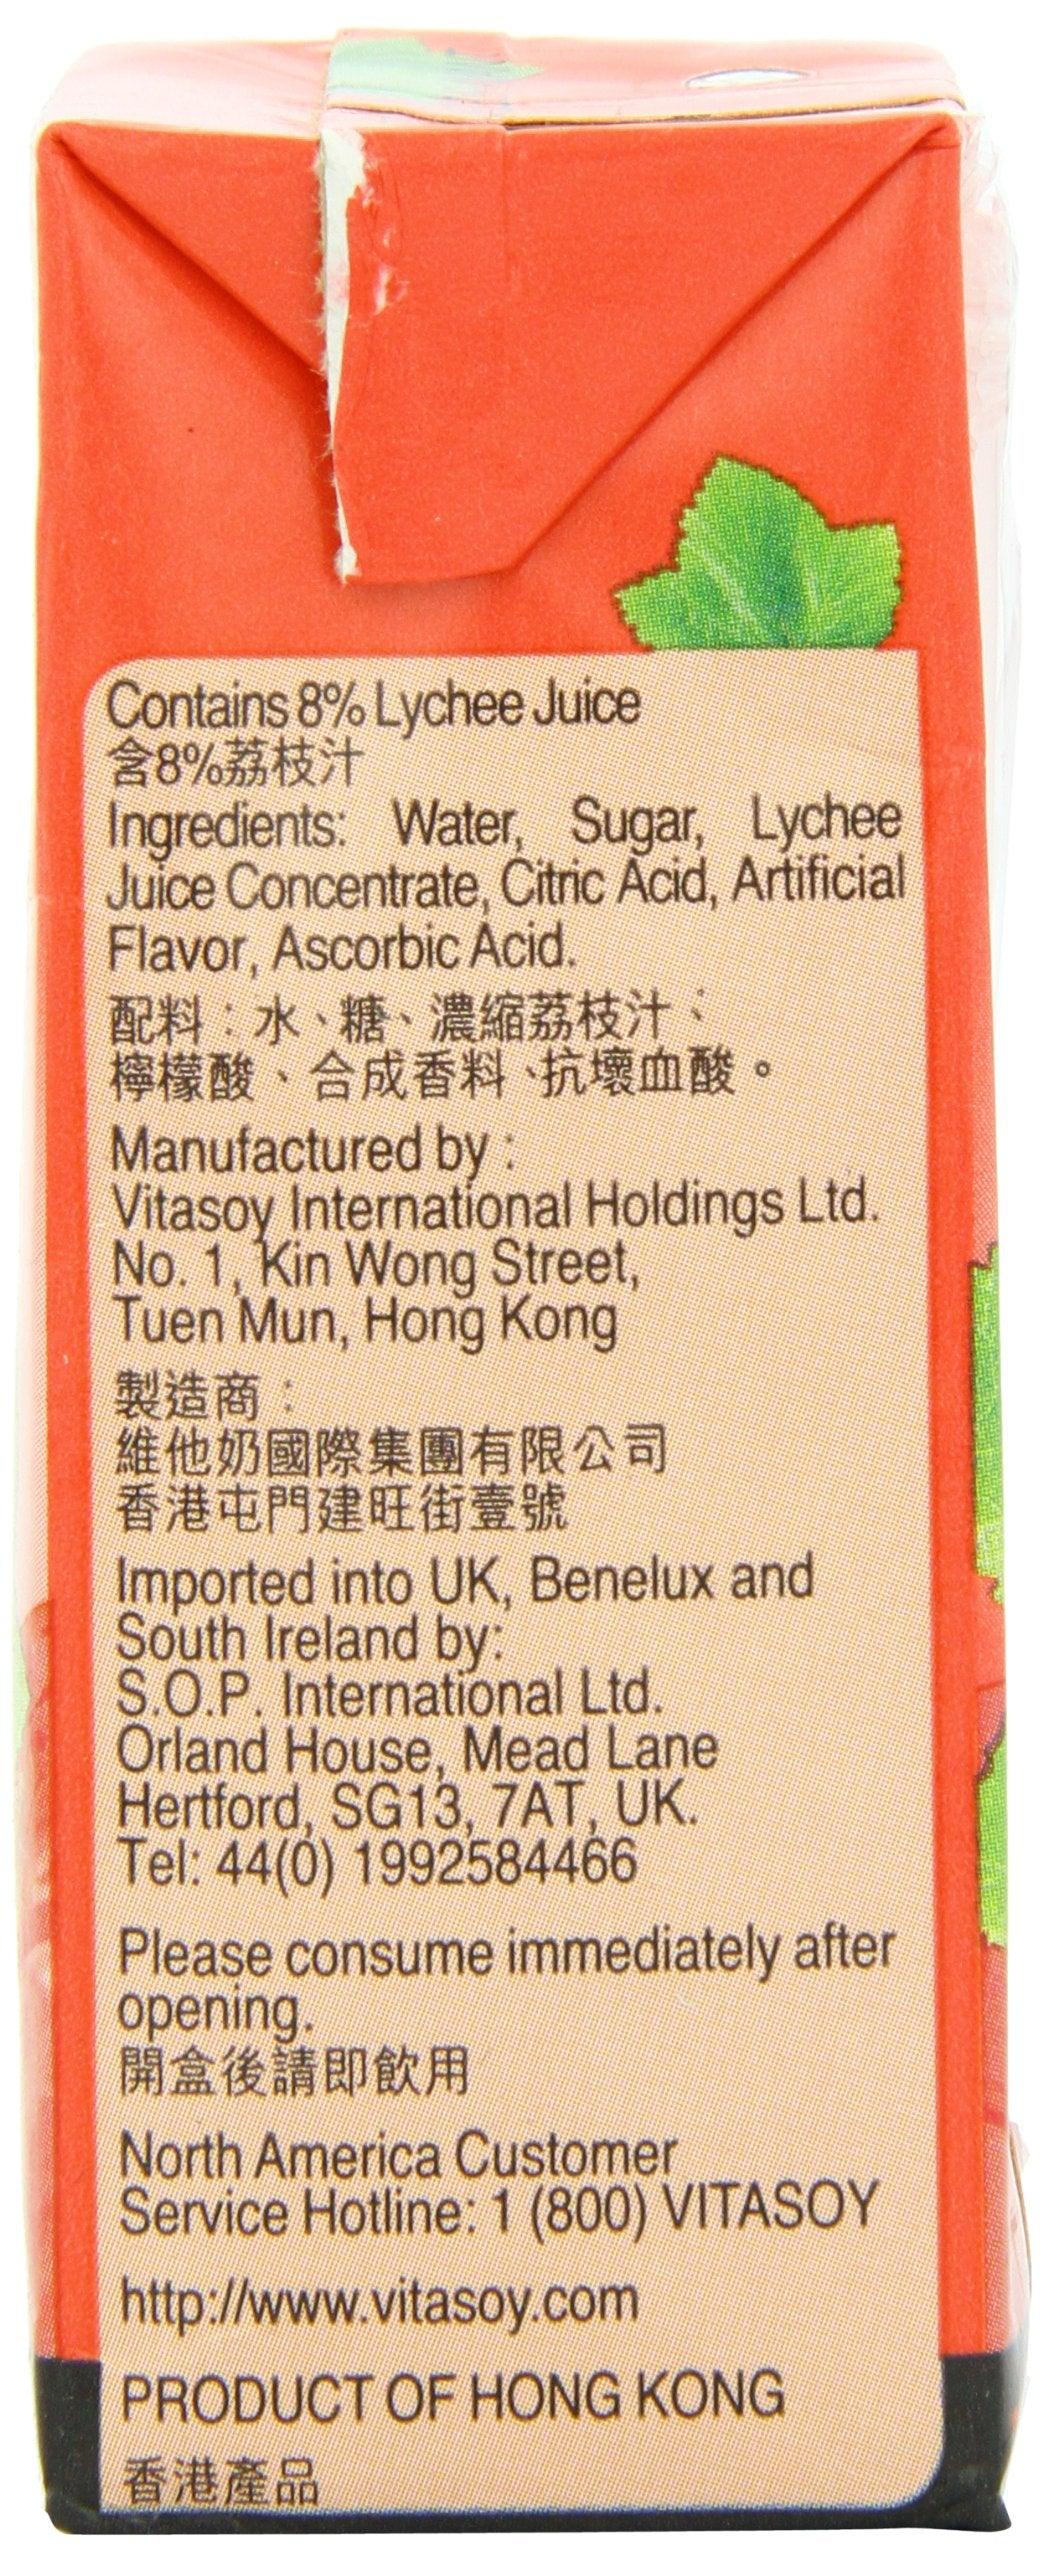 Contains 8% Lychee Juice
含8%荔枝汁
Ingredients: Water, Sugar, Lychee
Juice Concentrate, Citric Acid, Artificial
Flavor, Ascorbic Acid.
配料：水、糖、濃縮荔枝汁、
檸檬酸、合成香料、抗壞血酸。
Manufactured by :
Vitasoy International Holdings Ltd.
No. 1, Kin Wong Street,
Tuen Mun, Hong Kong
製造商：
維他奶國際集團有限公司
香港屯門建旺街壹號
Imported into UK, Benelux and
South Ireland by:
S.O.P. International Ltd.
Orland House, Mead Lane
Hertford, SG13, 7AT, UK.
Tel: 44(0) 1992584466
Please consume immediately after
opening.
開盒後請即飲用
North America Customer
Service Hotline: 1 (800) VITASOY
http://www.vitasoy.com
PRODUCT OF HONG KONG
香港產品